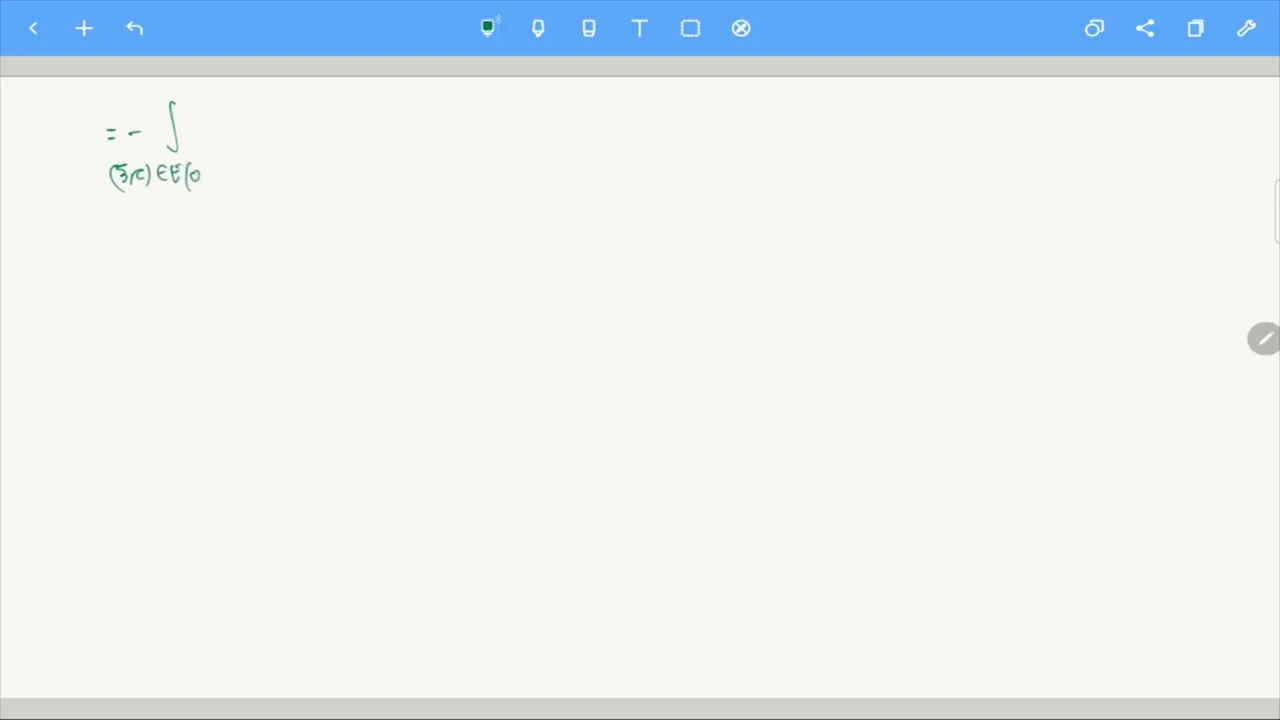 = - ∫
(ξ,τ) ∈ E(0